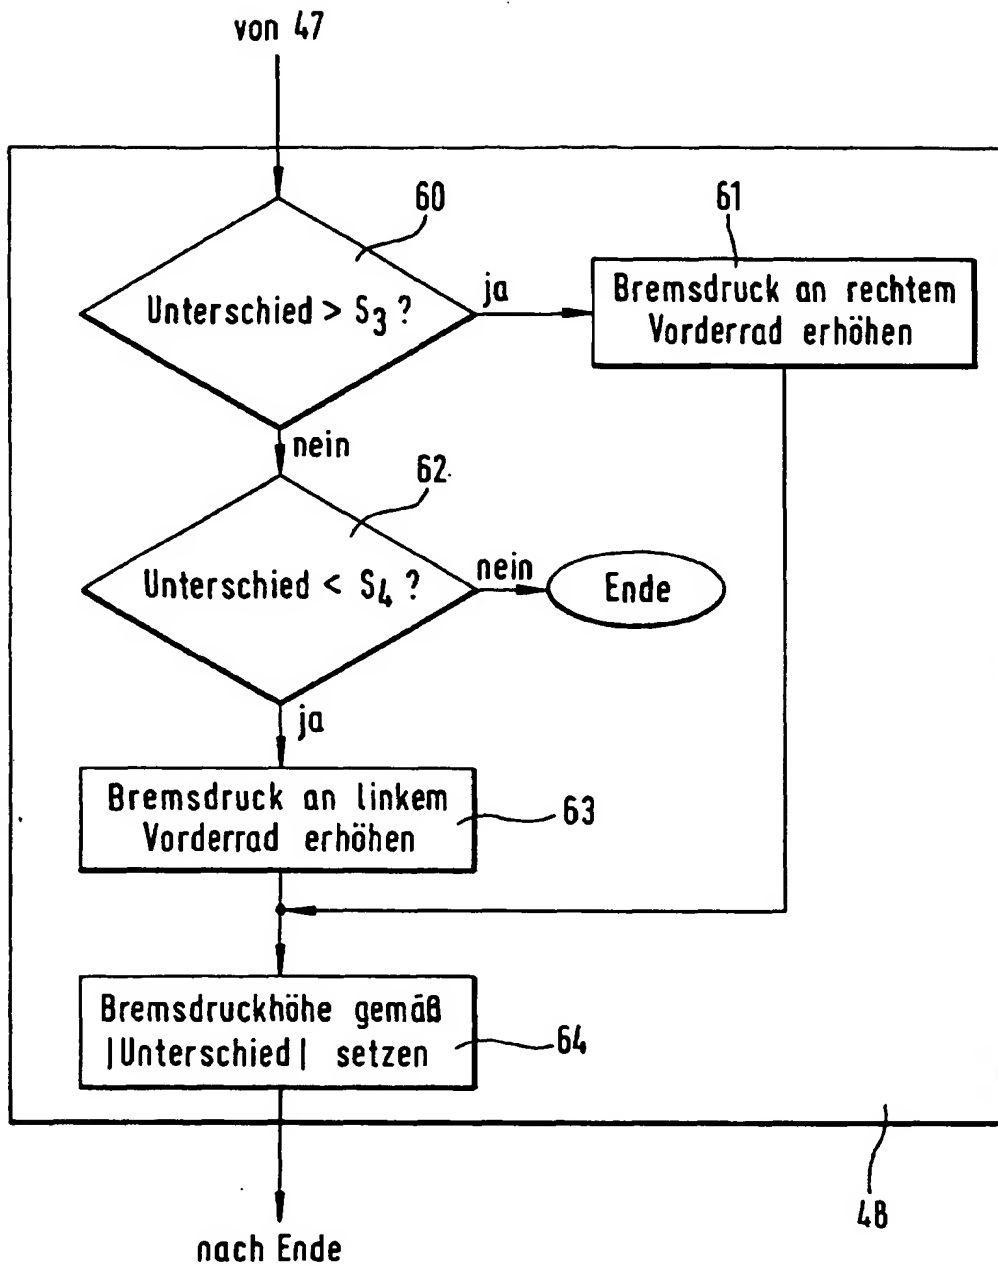 von 47
60
61
Unterschied > S3 ?
ja
Bremsdruck an rechtem
Vorderrad erhöhen
nein
62
Unterschied < S4 ?
nein
Ende
ja
Bremsdruck an linkem
Vorderrad erhöhen
63
Bremsdruckhöhe gemäß
|Unterschied| setzen
64
48
nach Ende